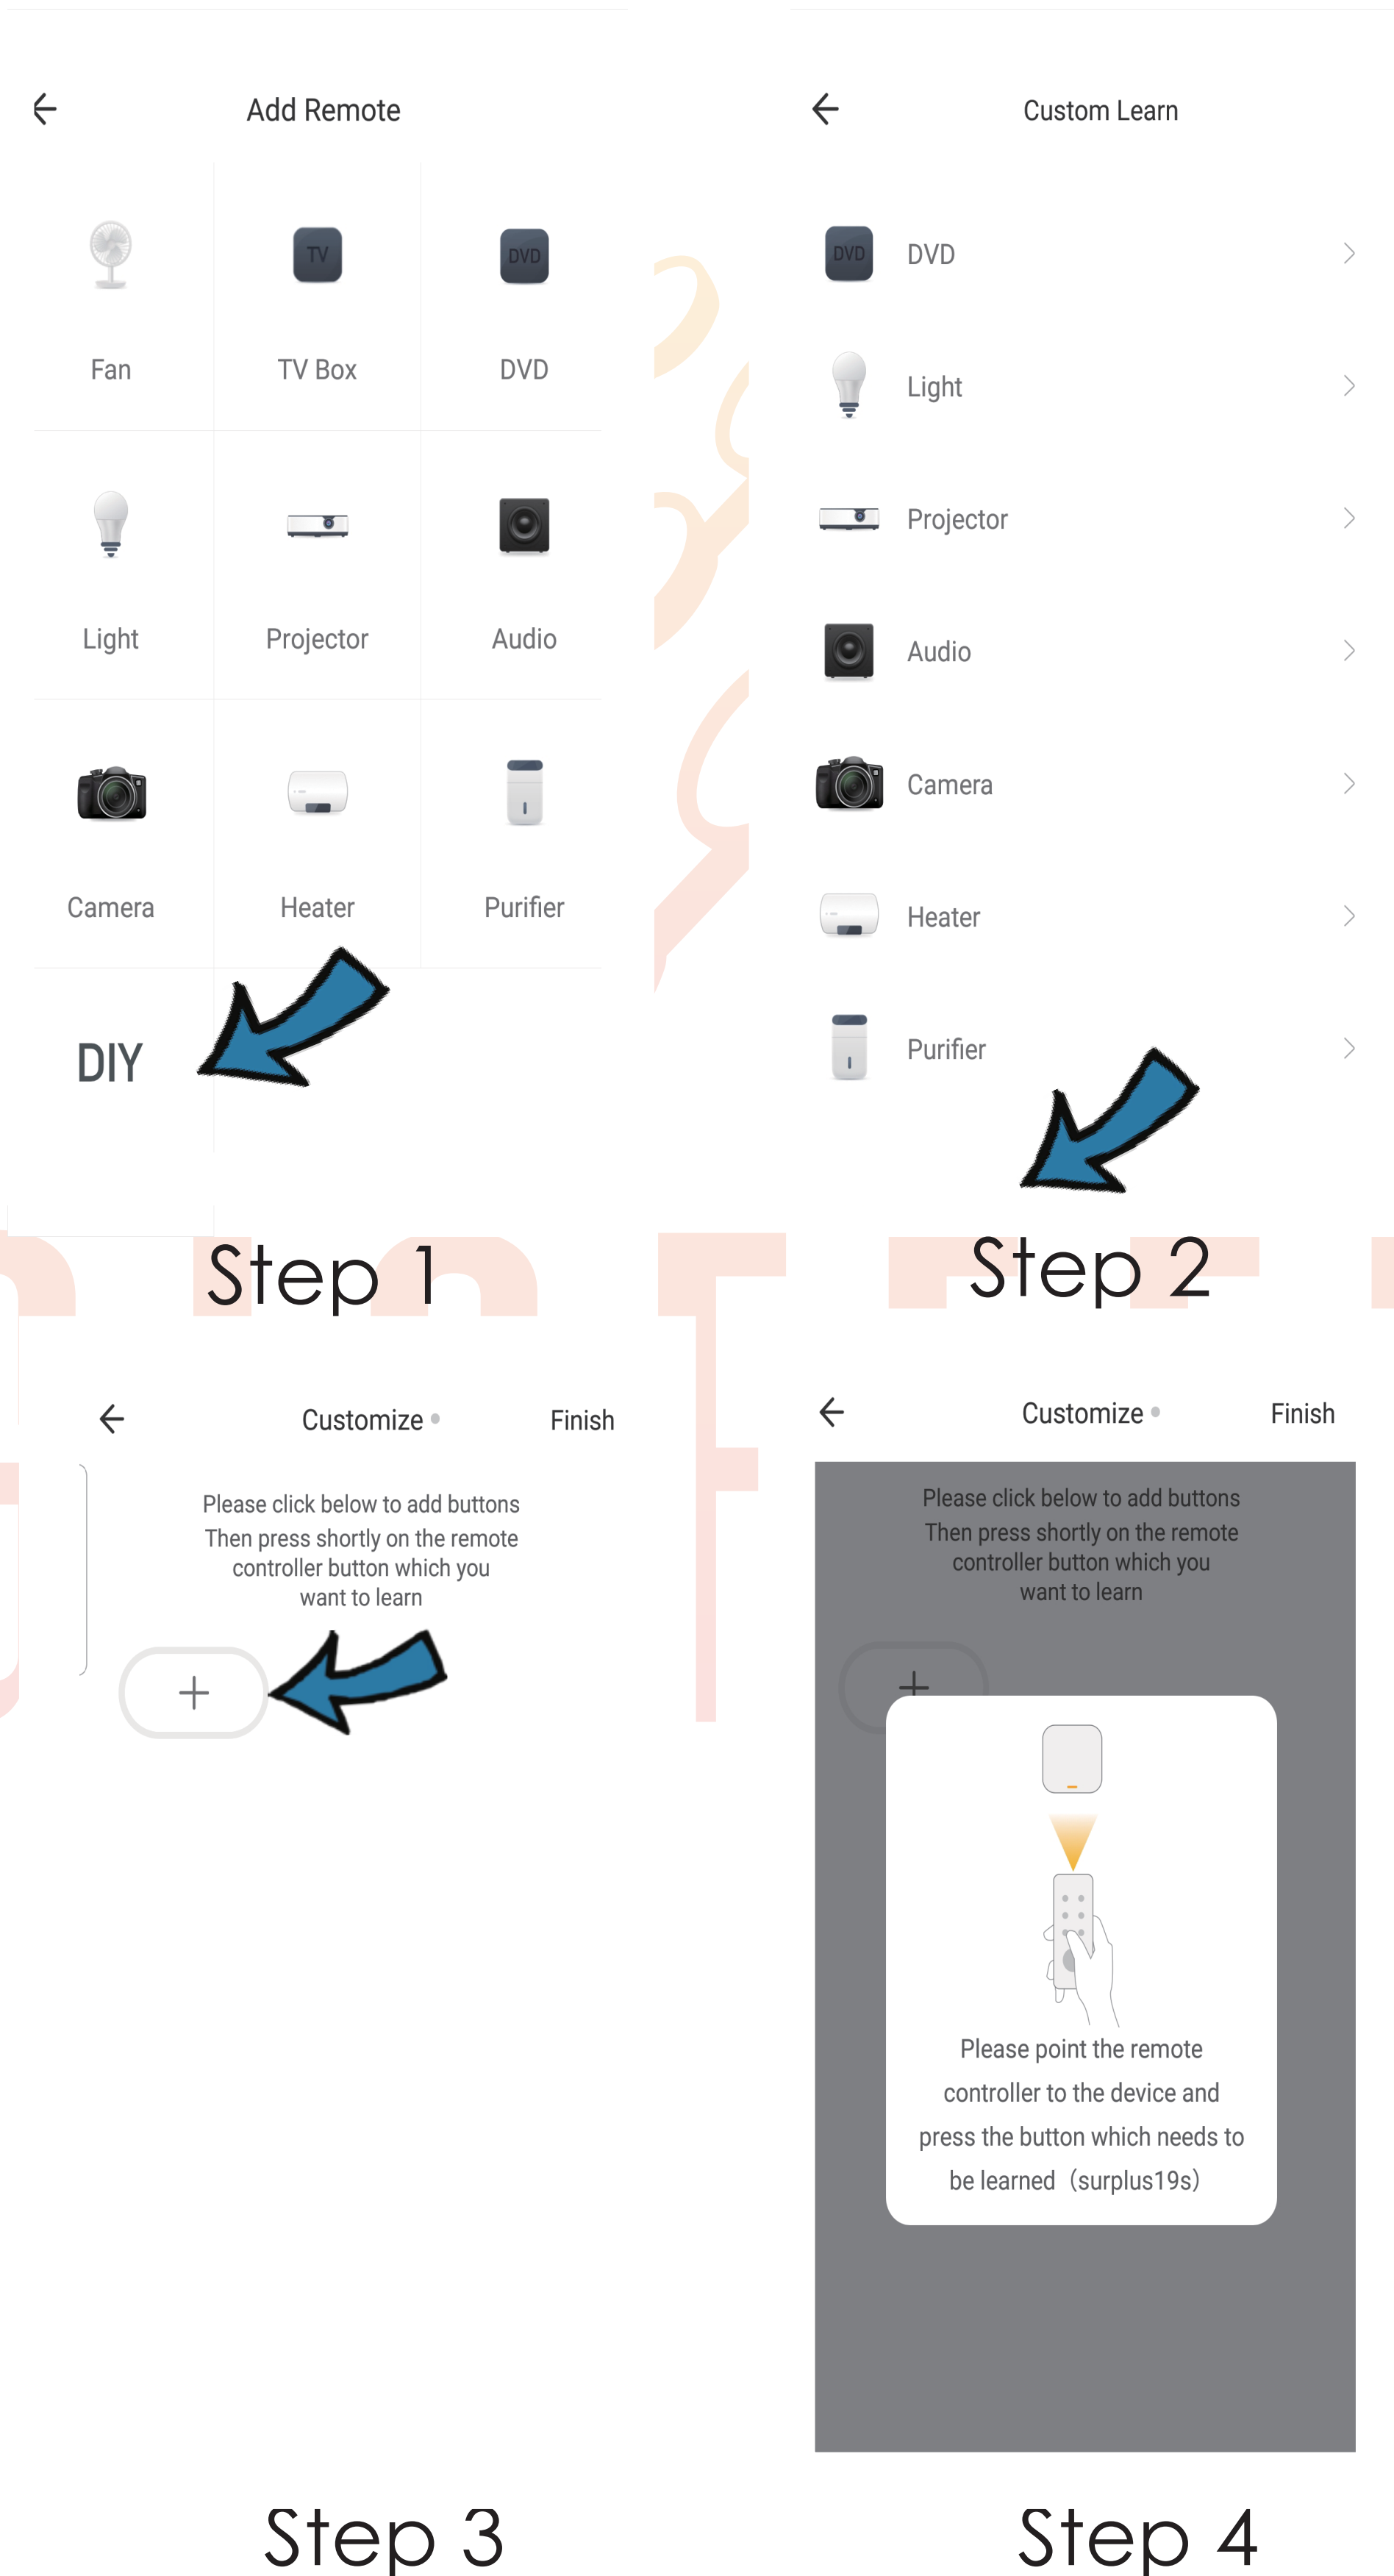 Add Remote
TV
DVD
Fan
TV Box
DVD
Light
Projector
Audio
Camera
Heater
Purifier
DIY
Step 1
Custom Learn
DVD
DVD
Light
Projector
Audio
Camera
Heater
Purifier
Step 2
Customize
Finish
Please click below to add buttons
Then press shortly on the remote
controller button which you
want to learn
+
Step 3
Customize
Finish
Please click below to add buttons
Then press shortly on the remote
controller button which you
want to learn
+
Please point the remote
controller to the device and
press the button which needs to
be learned（surplus19s）
Step 4